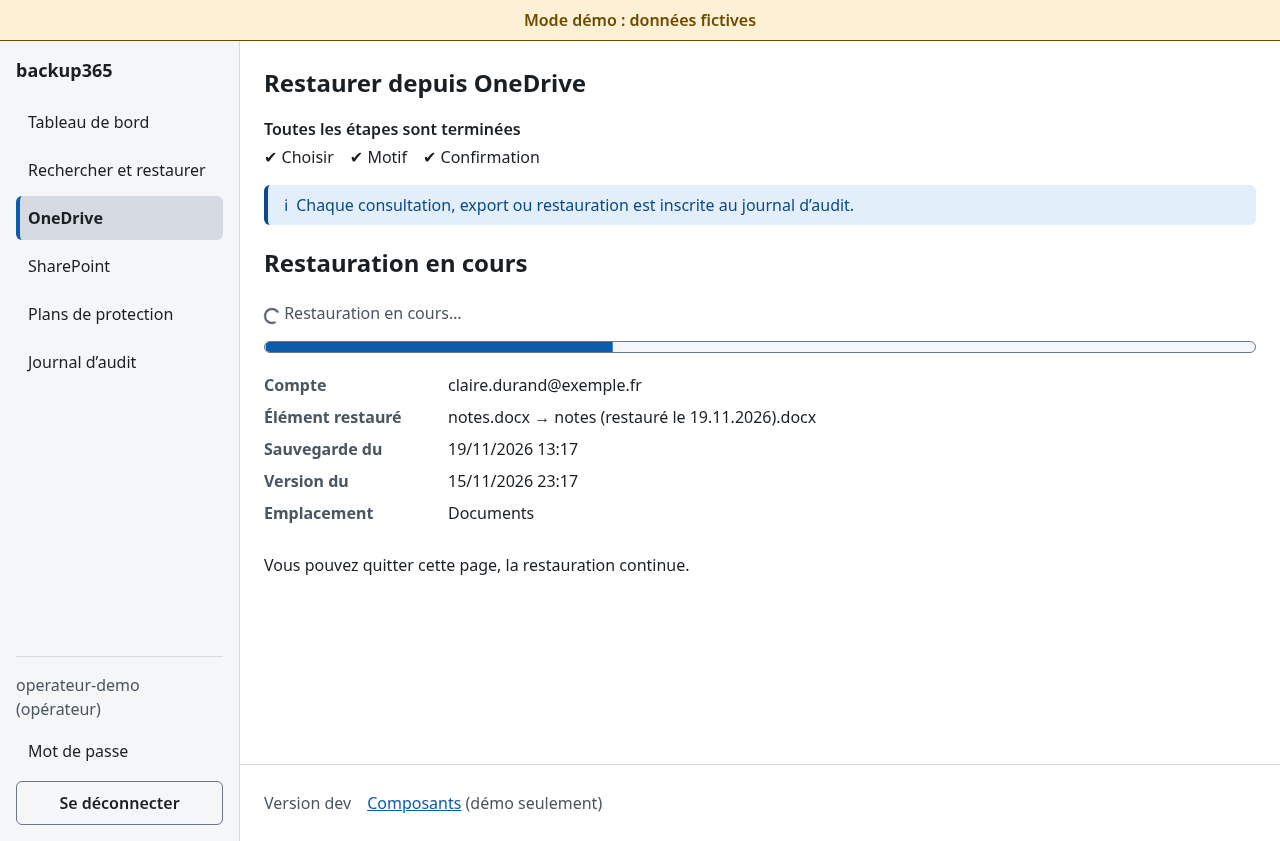 Mode démo : données fictives
backup365
Tableau de bord
Rechercher et restaurer
OneDrive
SharePoint
Plans de protection
Journal d’audit
operateur-demo
(opérateur)
Mot de passe
Se déconnecter
Restaurer depuis OneDrive
Toutes les étapes sont terminées
✔ Choisir ✔ Motif ✔ Confirmation
i Chaque consultation, export ou restauration est inscrite au journal d’audit.
Restauration en cours
Restauration en cours…
Compte claire.durand@exemple.fr
Élément restauré notes.docx → notes (restauré le 19.11.2026).docx
Sauvegarde du 19/11/2026 13:17
Version du 15/11/2026 23:17
Emplacement Documents
Vous pouvez quitter cette page, la restauration continue.
Version dev Composants (démo seulement)